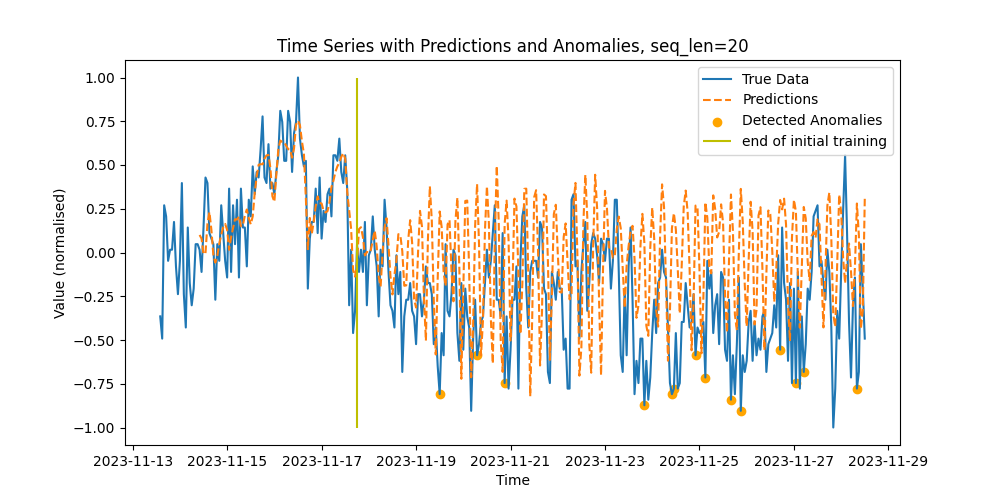 Time Series with Predictions and Anomalies, seq_len=20
True Data
Predictions
Detected Anomalies
end of initial training
1.00
0.75
0.50
0.25
0.00
−0.25
−0.50
−0.75
−1.00
Value (normalised)
2023-11-13 2023-11-15 2023-11-17 2023-11-19 2023-11-21 2023-11-23 2023-11-25 2023-11-27 2023-11-29
Time